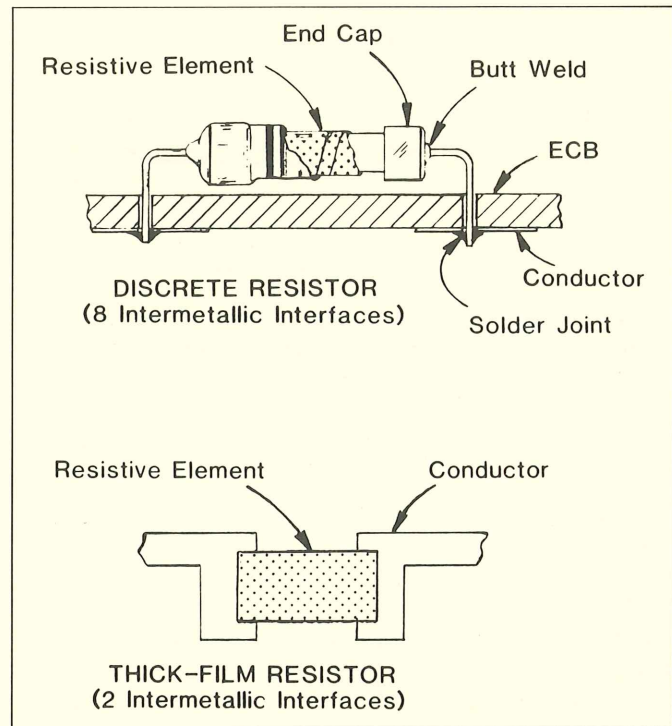 End Cap
Resistive Element
Butt Weld
ECB
Conductor
DISCRETE RESISTOR
(8 Intermetallic Interfaces)
Solder Joint
Resistive Element
Conductor
THICK-FILM RESISTOR
(2 Intermetallic Interfaces)